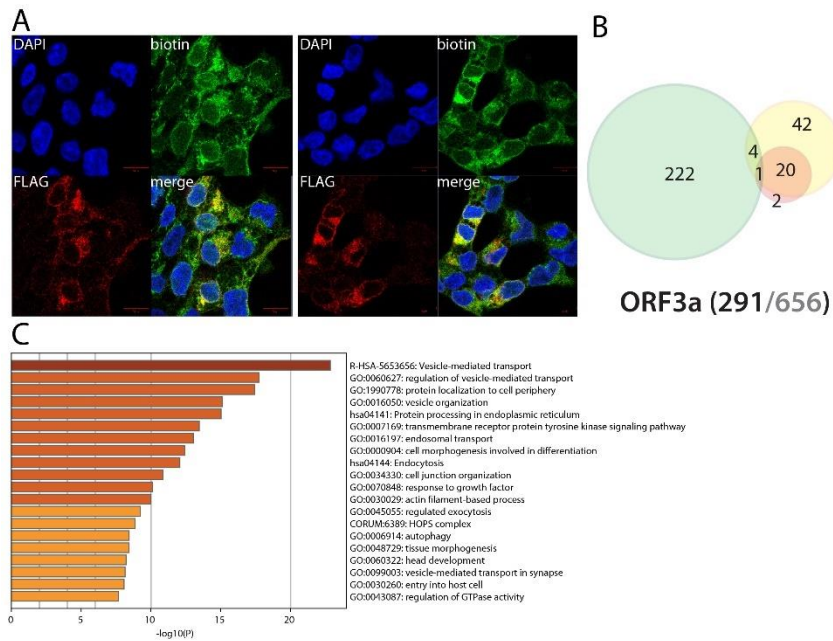 A
B
DAPI
biotin
DAPI
biotin
FLAG
merge
FLAG
merge
222
4
1
20
42
2
ORF3a (291/656)
C
R-HSA-5653656: Vesicle-mediated transport
GO:0060627: regulation of vesicle-mediated transport
GO:1990778: protein localization to cell periphery
GO:0016050: vesicle organization
hsa04141: Protein processing in endoplasmic reticulum
GO:0007169: transmembrane receptor protein tyrosine kinase signaling pathway
GO:0016197: endosomal transport
GO:0000904: cell morphogenesis involved in differentiation
hsa04144: Endocytosis
GO:0034330: cell junction organization
GO:0070848: response to growth factor
GO:0030029: actin filament-based process
GO:0045055: regulated exocytosis
CORUM:6389: HOPS complex
GO:0006914: autophagy
GO:0048729: tissue morphogenesis
GO:0060322: head development
GO:0099003: vesicle-mediated transport in synapse
GO:0030260: entry into host cell
GO:0043087: regulation of GTPase activity
0 5 10 15 20
-log10(P)